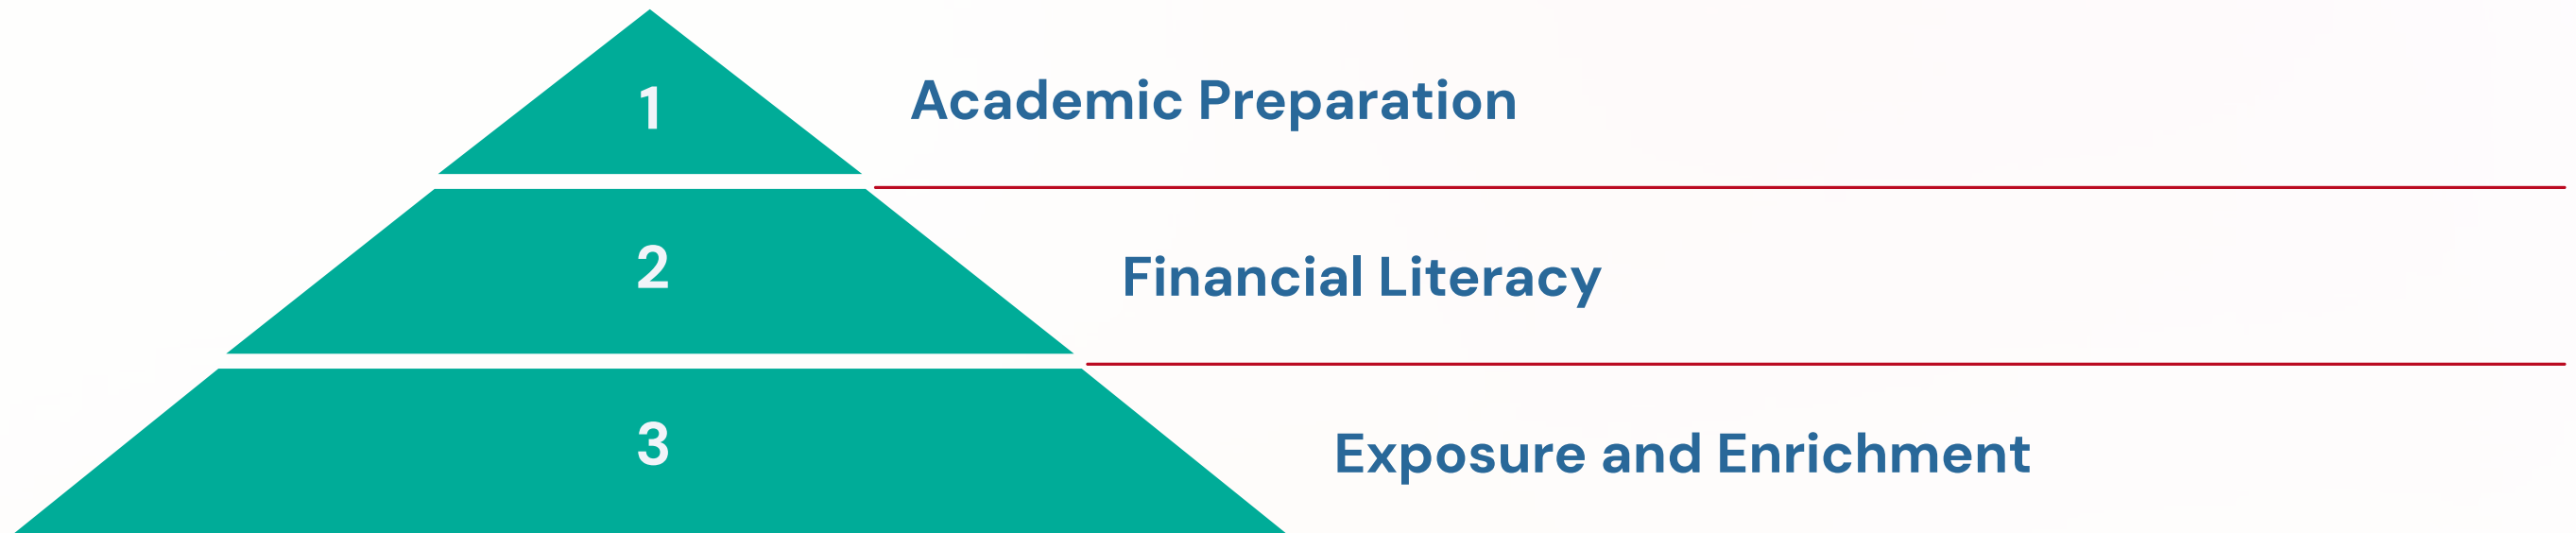 1
Academic Preparation
2
Financial Literacy
3
Exposure and Enrichment